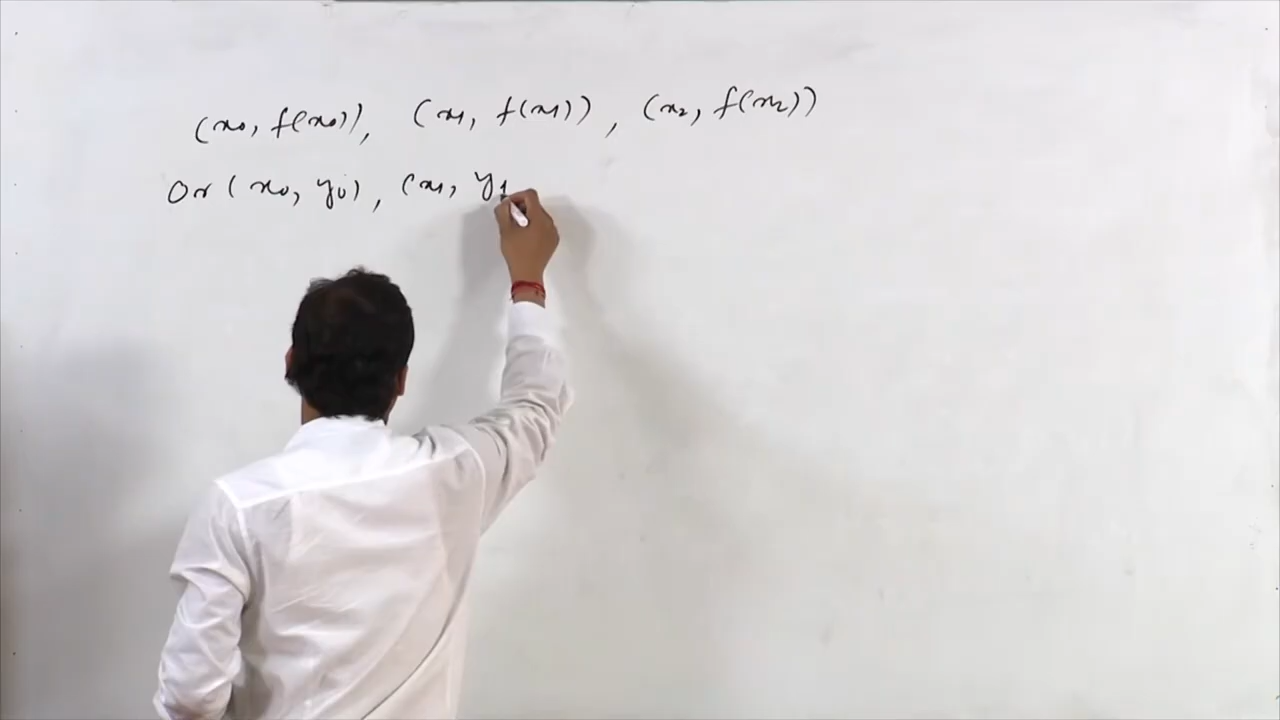 (x0, f(x0)), (x1, f(x1)), (x2, f(x2))
Or (x0, y0), (x1, y1